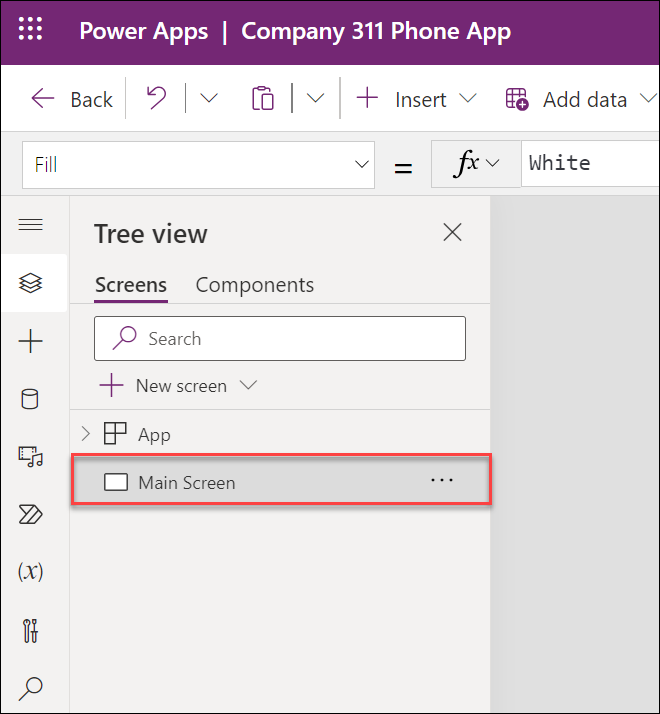 Power Apps | Company 311 Phone App
Back Insert Add data
Fill = fx White
Tree view
Screens Components
Search
New screen
App
Main Screen ...
(x)